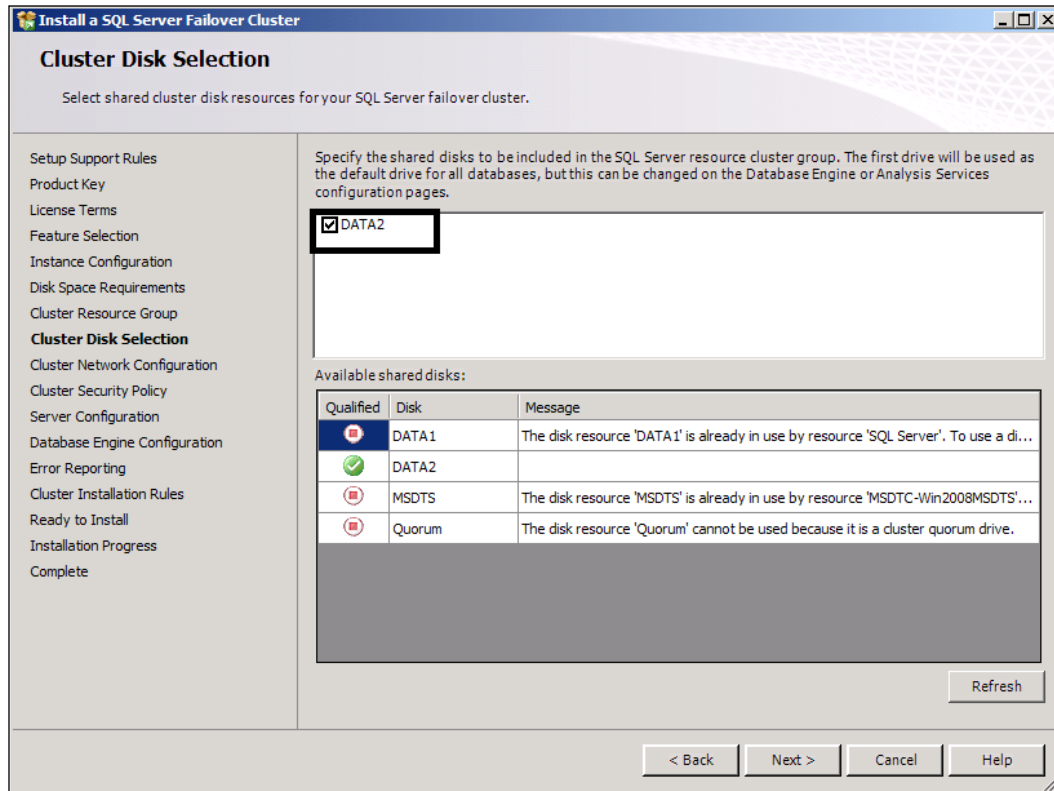 Install a SQL Server Failover Cluster
Cluster Disk Selection
Select shared cluster disk resources for your SQL Server failover cluster.
Setup Support Rules
Product Key
License Terms
Feature Selection
Instance Configuration
Disk Space Requirements
Cluster Resource Group
Cluster Disk Selection
Cluster Network Configuration
Cluster Security Policy
Server Configuration
Database Engine Configuration
Error Reporting
Cluster Installation Rules
Ready to Install
Installation Progress
Complete
Specify the shared disks to be included in the SQL Server resource cluster group. The first drive will be used as
the default drive for all databases, but this can be changed on the Database Engine or Analysis Services
configuration pages.
DATA2
Available shared disks:
Qualified Disk Message
DATA1 The disk resource 'DATA1' is already in use by resource 'SQL Server'. To use a di...
DATA2
MSDTS The disk resource 'MSDTS' is already in use by resource 'MSDTC-Win2008MSDTS'...
Quorum The disk resource 'Quorum' cannot be used because it is a cluster quorum drive.
Refresh
< Back Next > Cancel Help